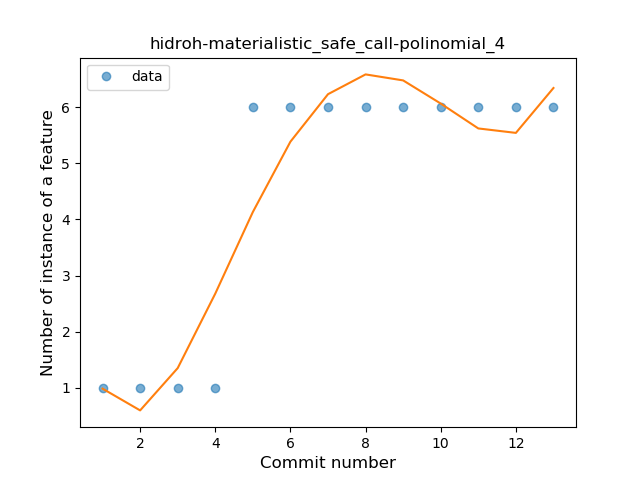 hidroh-materialistic_safe_call-polinomial_4
data
Number of instance of a feature
6
5
4
3
2
1
2 4 6 8 10 12
Commit number